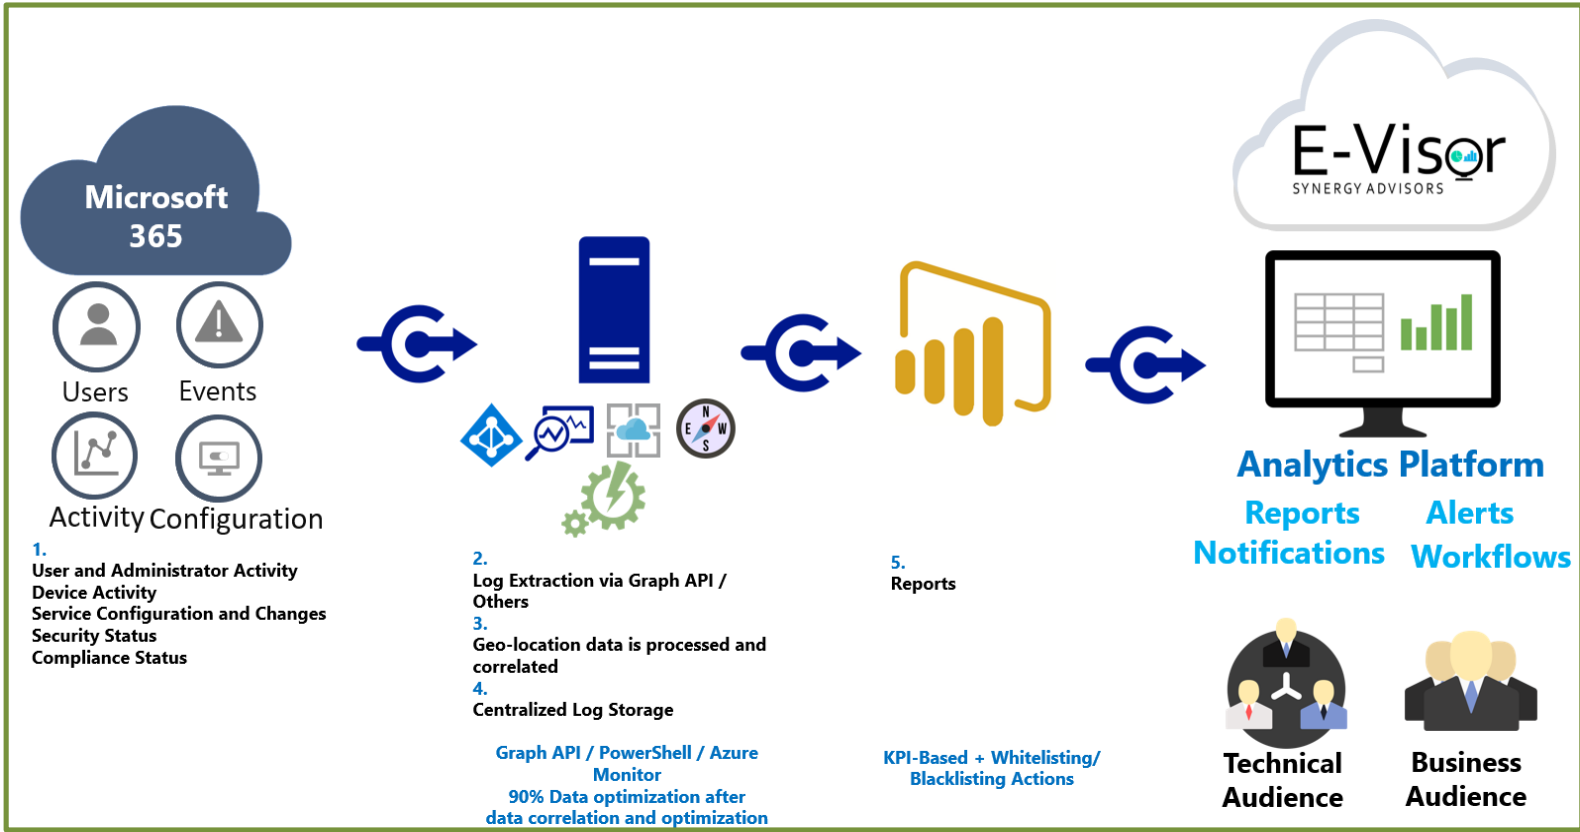 Microsoft
365
Users
Events
Activity
Configuration
1.
User and Administrator Activity
Device Activity
Service Configuration and Changes
Security Status
Compliance Status
N
E
W
S
2.
Log Extraction via Graph API /
Others
3.
Geo-location data is processed and
correlated
4.
Centralized Log Storage
Graph API / PowerShell / Azure
Monitor
90% Data optimization after
data correlation and optimization
5.
Reports
KPI-Based + Whitelisting/
Blacklisting Actions
E-Visor
SYNERGY ADVISORS
Analytics Platform
Reports
Alerts
Notifications
Workflows
Technical
Audience
Business
Audience